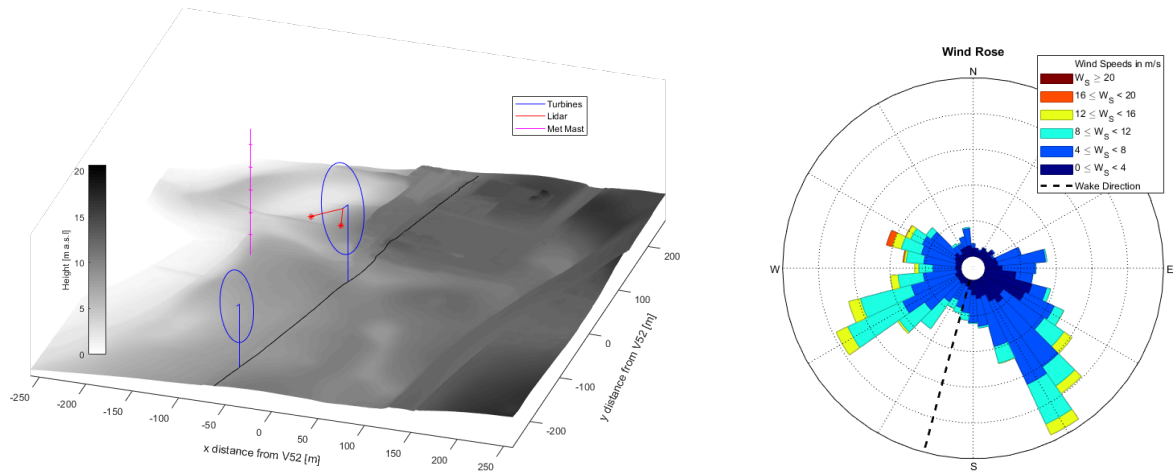 Turbines
Lidar
Met Mast
20
15
10
5
0
Height [m a.s.l]
200
100
0
-100
-200
y distance from V52 [m]
-250
-200
-150
-100
-50
0
50
100
150
200
250
x distance from V52 [m]
Wind Rose
N
W
E
S
Wind Speeds in m/s
W_S ≥ 20
16 ≤ W_S < 20
12 ≤ W_S < 16
8 ≤ W_S < 12
4 ≤ W_S < 8
0 ≤ W_S < 4
Wake Direction